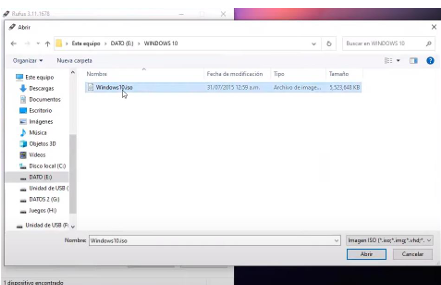 Rufus 3.11.1678
Abrir
Este equipo > DATO (E:) > WINDOWS 10
Buscar en WINDOWS 10
Organizar Nueva carpeta
Nombre Fecha de modificación Tipo Tamaño
Windows10.iso 31/07/2015 12:59 a.m. Archivo de image... 5,523,648 KB
Este equipo
Descargas
Documentos
Escritorio
Imágenes
Música
Objetos 3D
Videos
Disco local (C:)
DATO (E:)
Unidad de USB (
DATOS 2 (G:)
Juegos (H:)
Unidad de USB (F:
Nombre: Windows10.iso
Imagen ISO (*.iso;*.img;*.vhd;*.
Abrir Cancelar
1 dispositivo encontrado